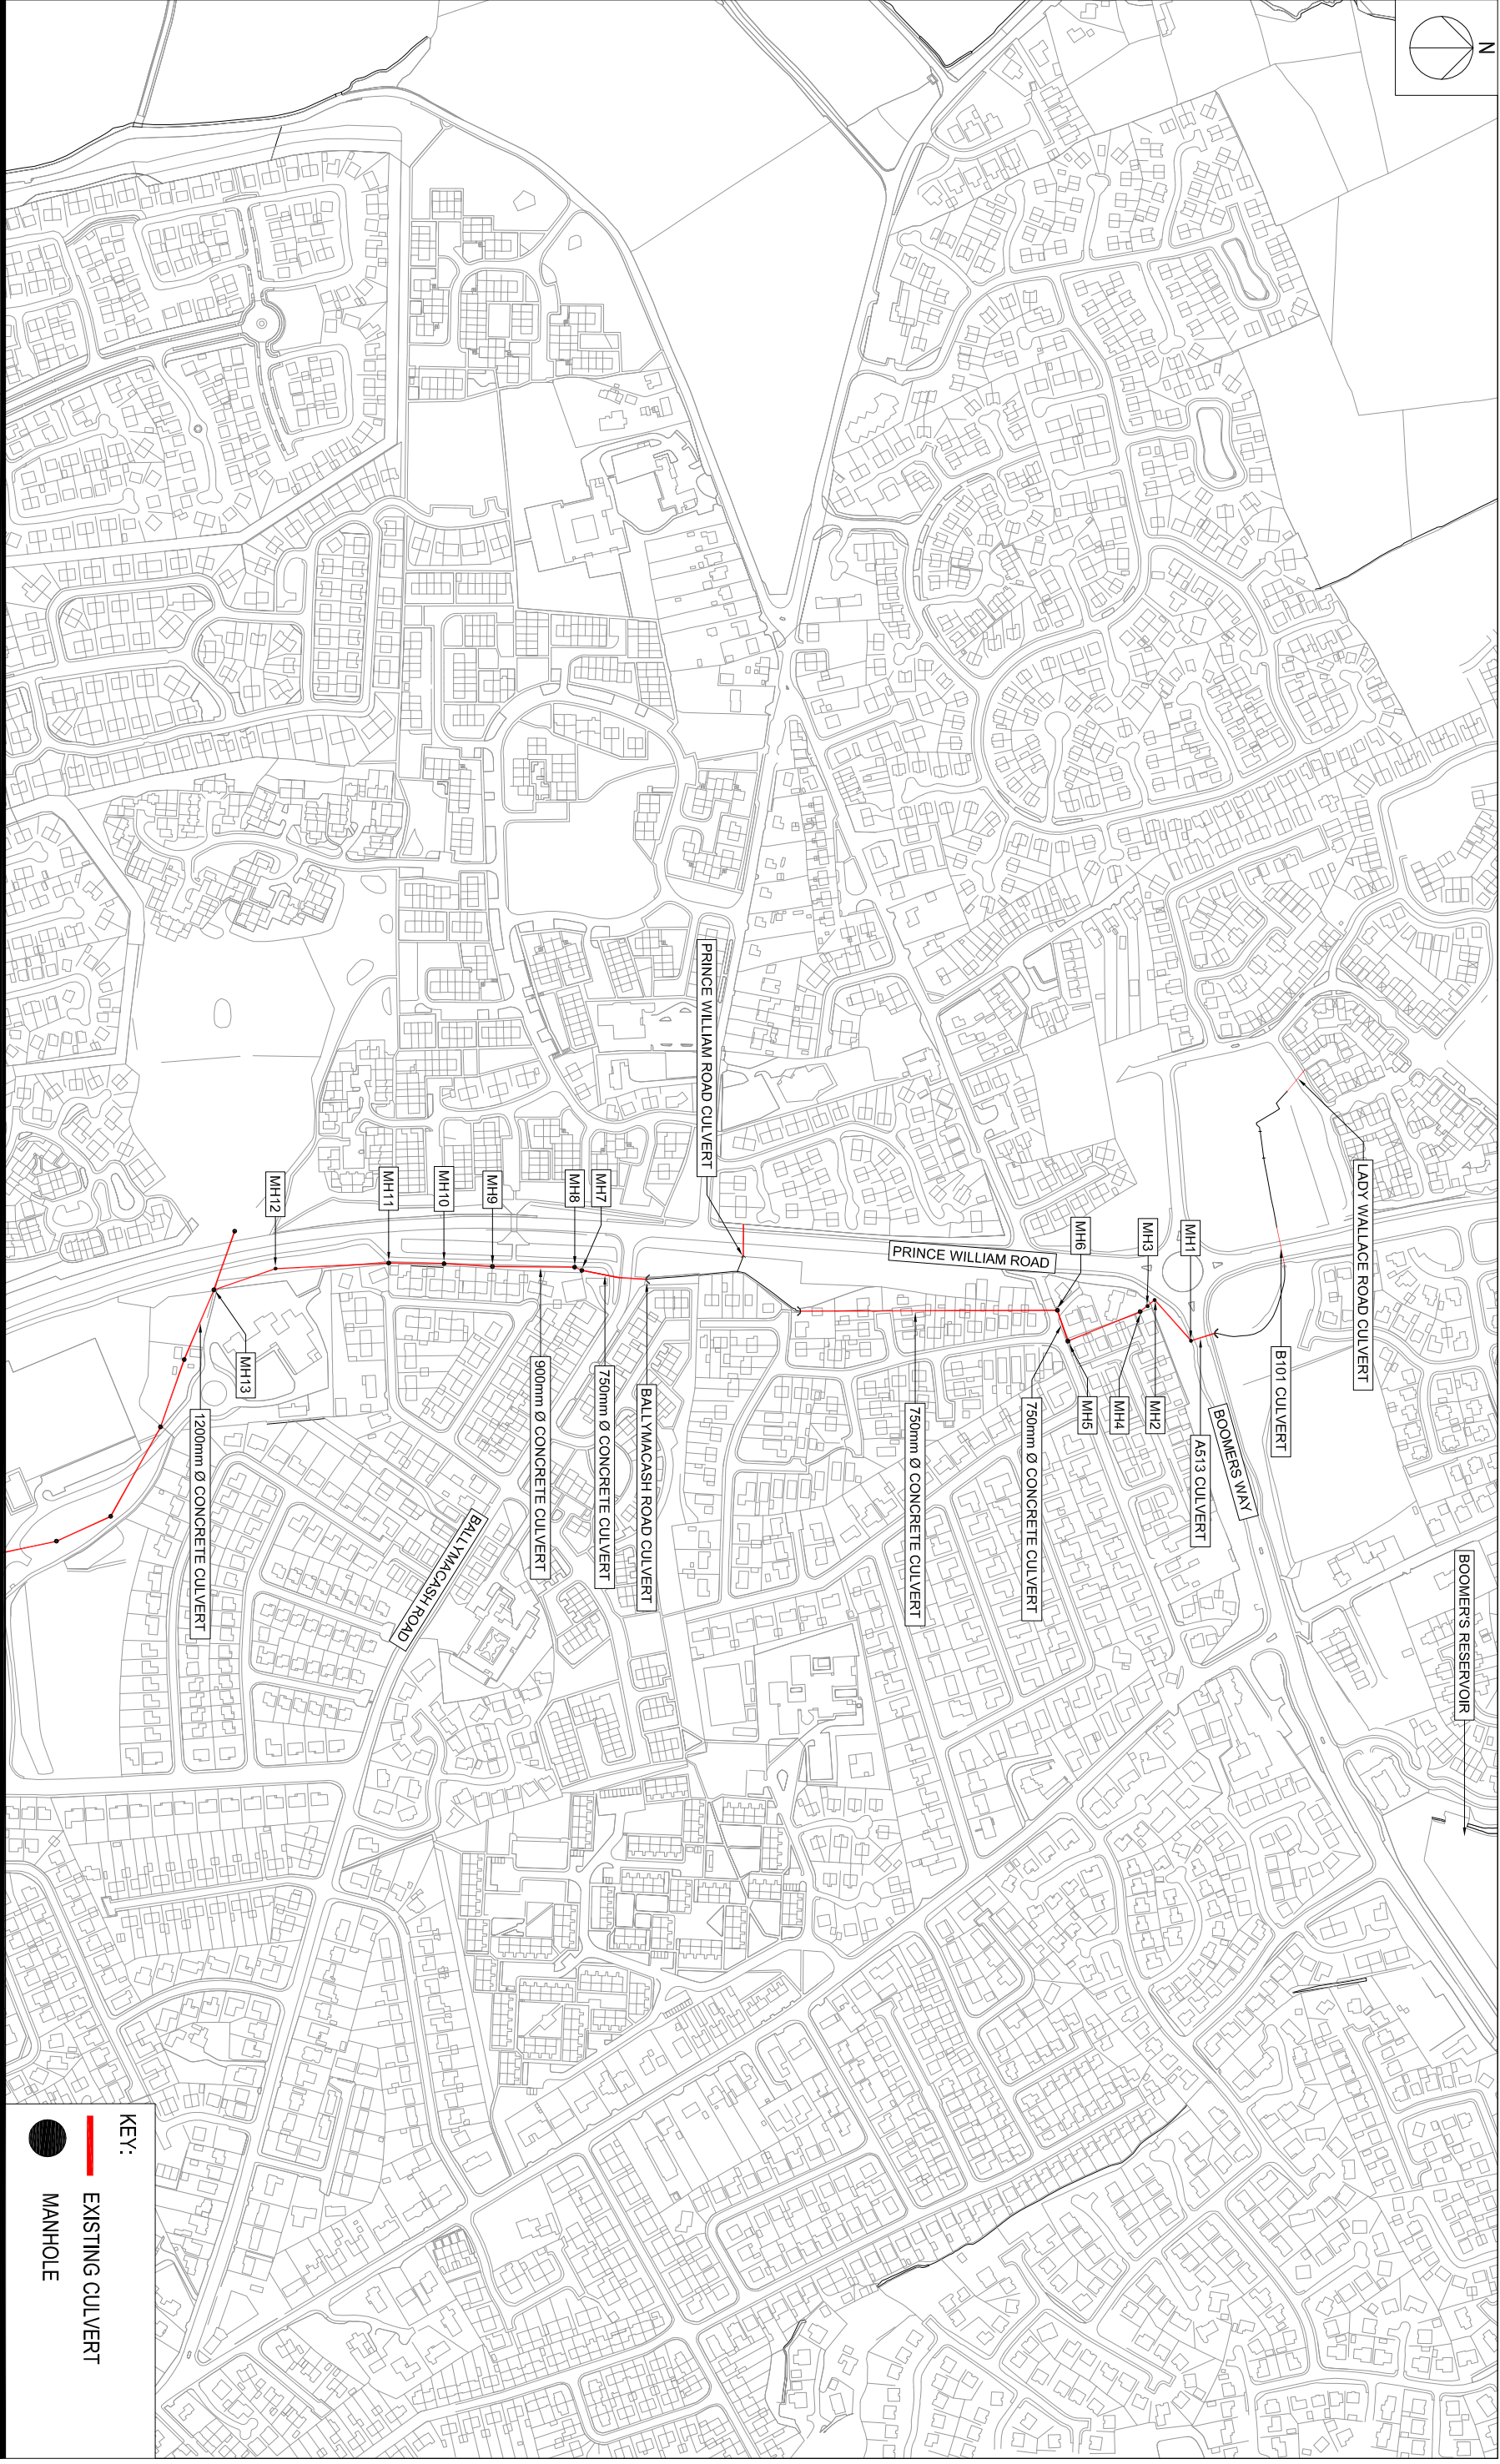 N
LADY WALLACE ROAD CULVERT
BOOMER'S RESERVOIR
B101 CULVERT
BOOMERS WAY
A513 CULVERT
MH1
MH2
MH3
MH4
MH5
MH6
PRINCE WILLIAM ROAD
750mm Ø CONCRETE CULVERT
750mm Ø CONCRETE CULVERT
PRINCE WILLIAM ROAD CULVERT
BALLYMACASH ROAD CULVERT
MH7
750mm Ø CONCRETE CULVERT
MH8
900mm Ø CONCRETE CULVERT
MH9
MH10
BALLYMACASH ROAD
MH11
MH12
MH13
1200mm Ø CONCRETE CULVERT
KEY:
EXISTING CULVERT
MANHOLE